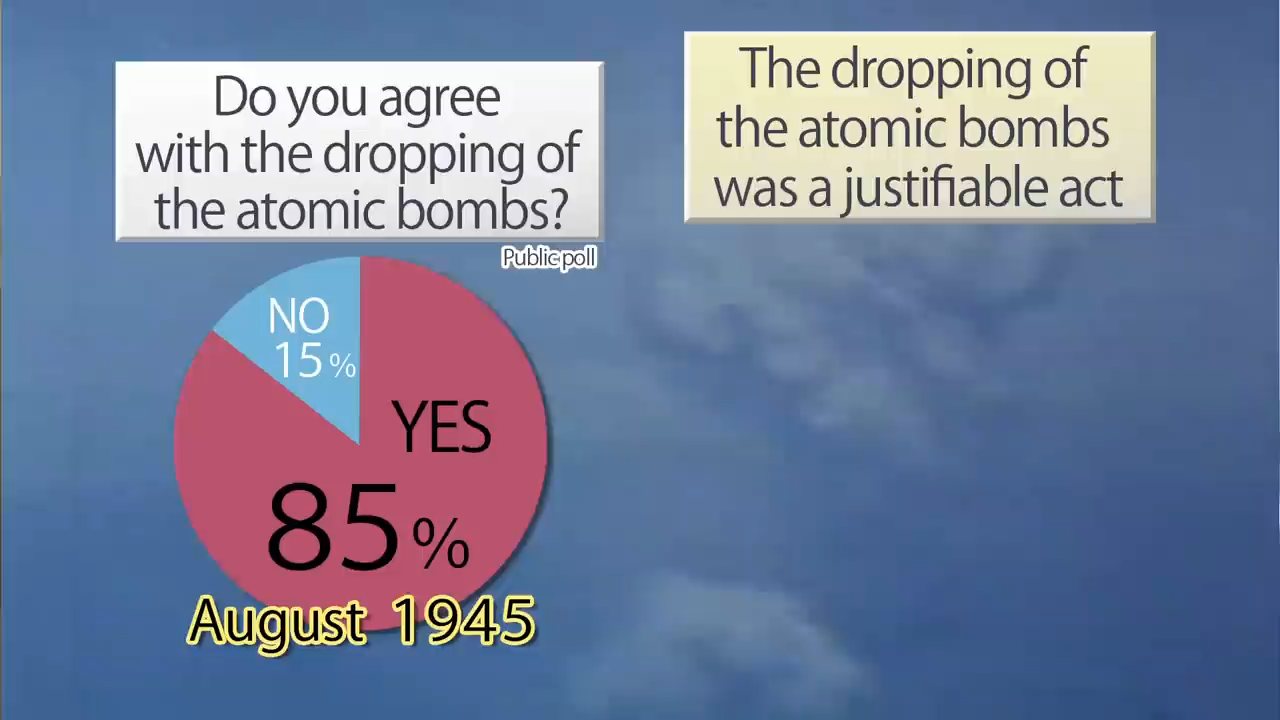 Do you agree
with the dropping of
the atomic bombs?
Public poll
NO
15%
YES
85%
August 1945
The dropping of
the atomic bombs
was a justifiable act